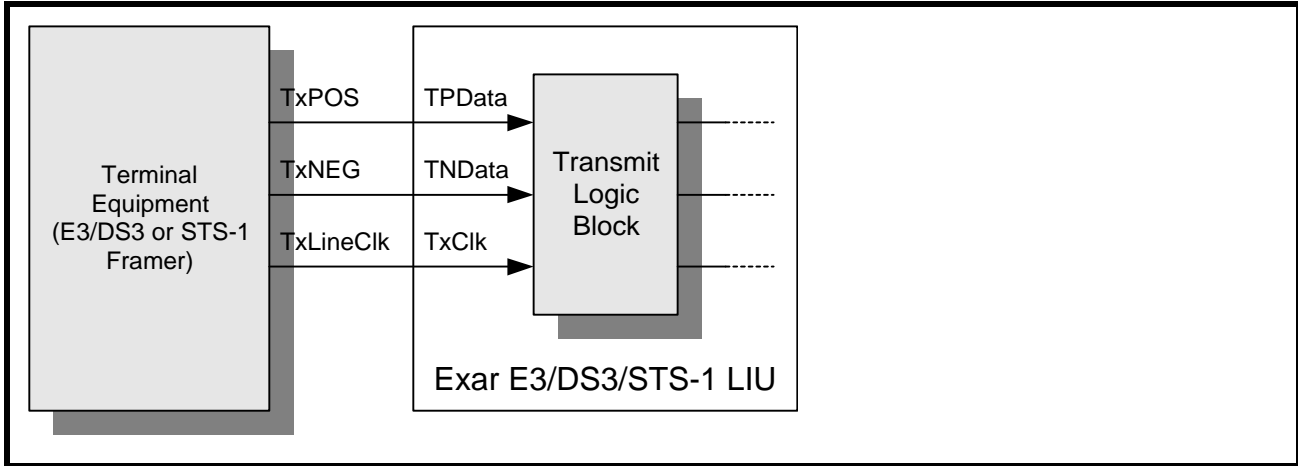 TxPOS
TPData
TxNEG
TNData
TxLineClk
TxClk
Terminal
Equipment
(E3/DS3 or STS-1
Framer)
Transmit
Logic
Block
Exar E3/DS3/STS-1 LIU